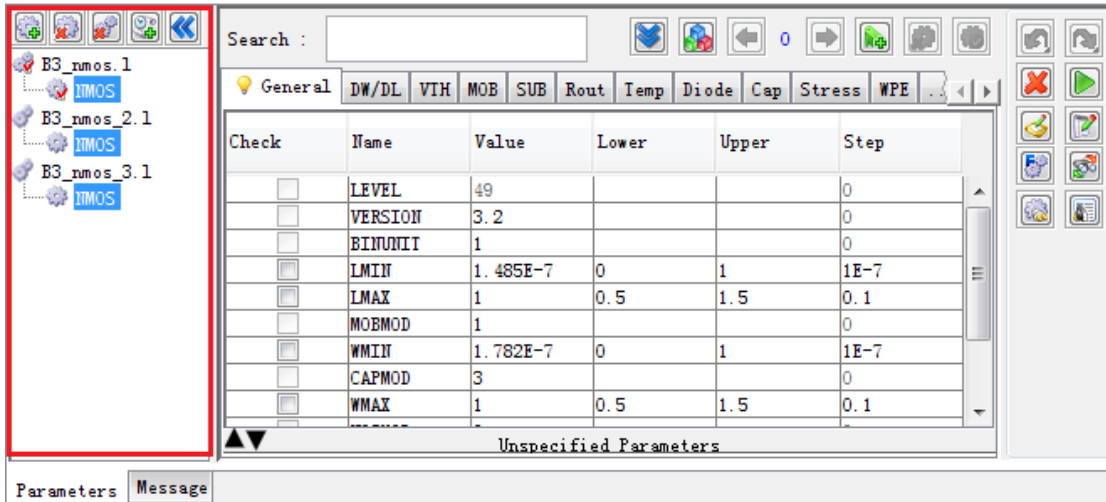 Search :
0
B3_nmos.l
NMOS
B3_nmos_2.l
NMOS
B3_nmos_3.l
NMOS
General DW/DL VTH MOB SUB Rout Temp Diode Cap Stress WPE ..
Check Name Value Lower Upper Step
LEVEL 49 0
VERSION 3.2 0
BINUNIT 1 0
LMIN 1.485E-7 0 1 1E-7
LMAX 1 0.5 1.5 0.1
MOBMOD 1 0
WMIN 1.782E-7 0 1 1E-7
CAPMOD 3 0
WMAX 1 0.5 1.5 0.1
Unspecified Parameters
Parameters Message